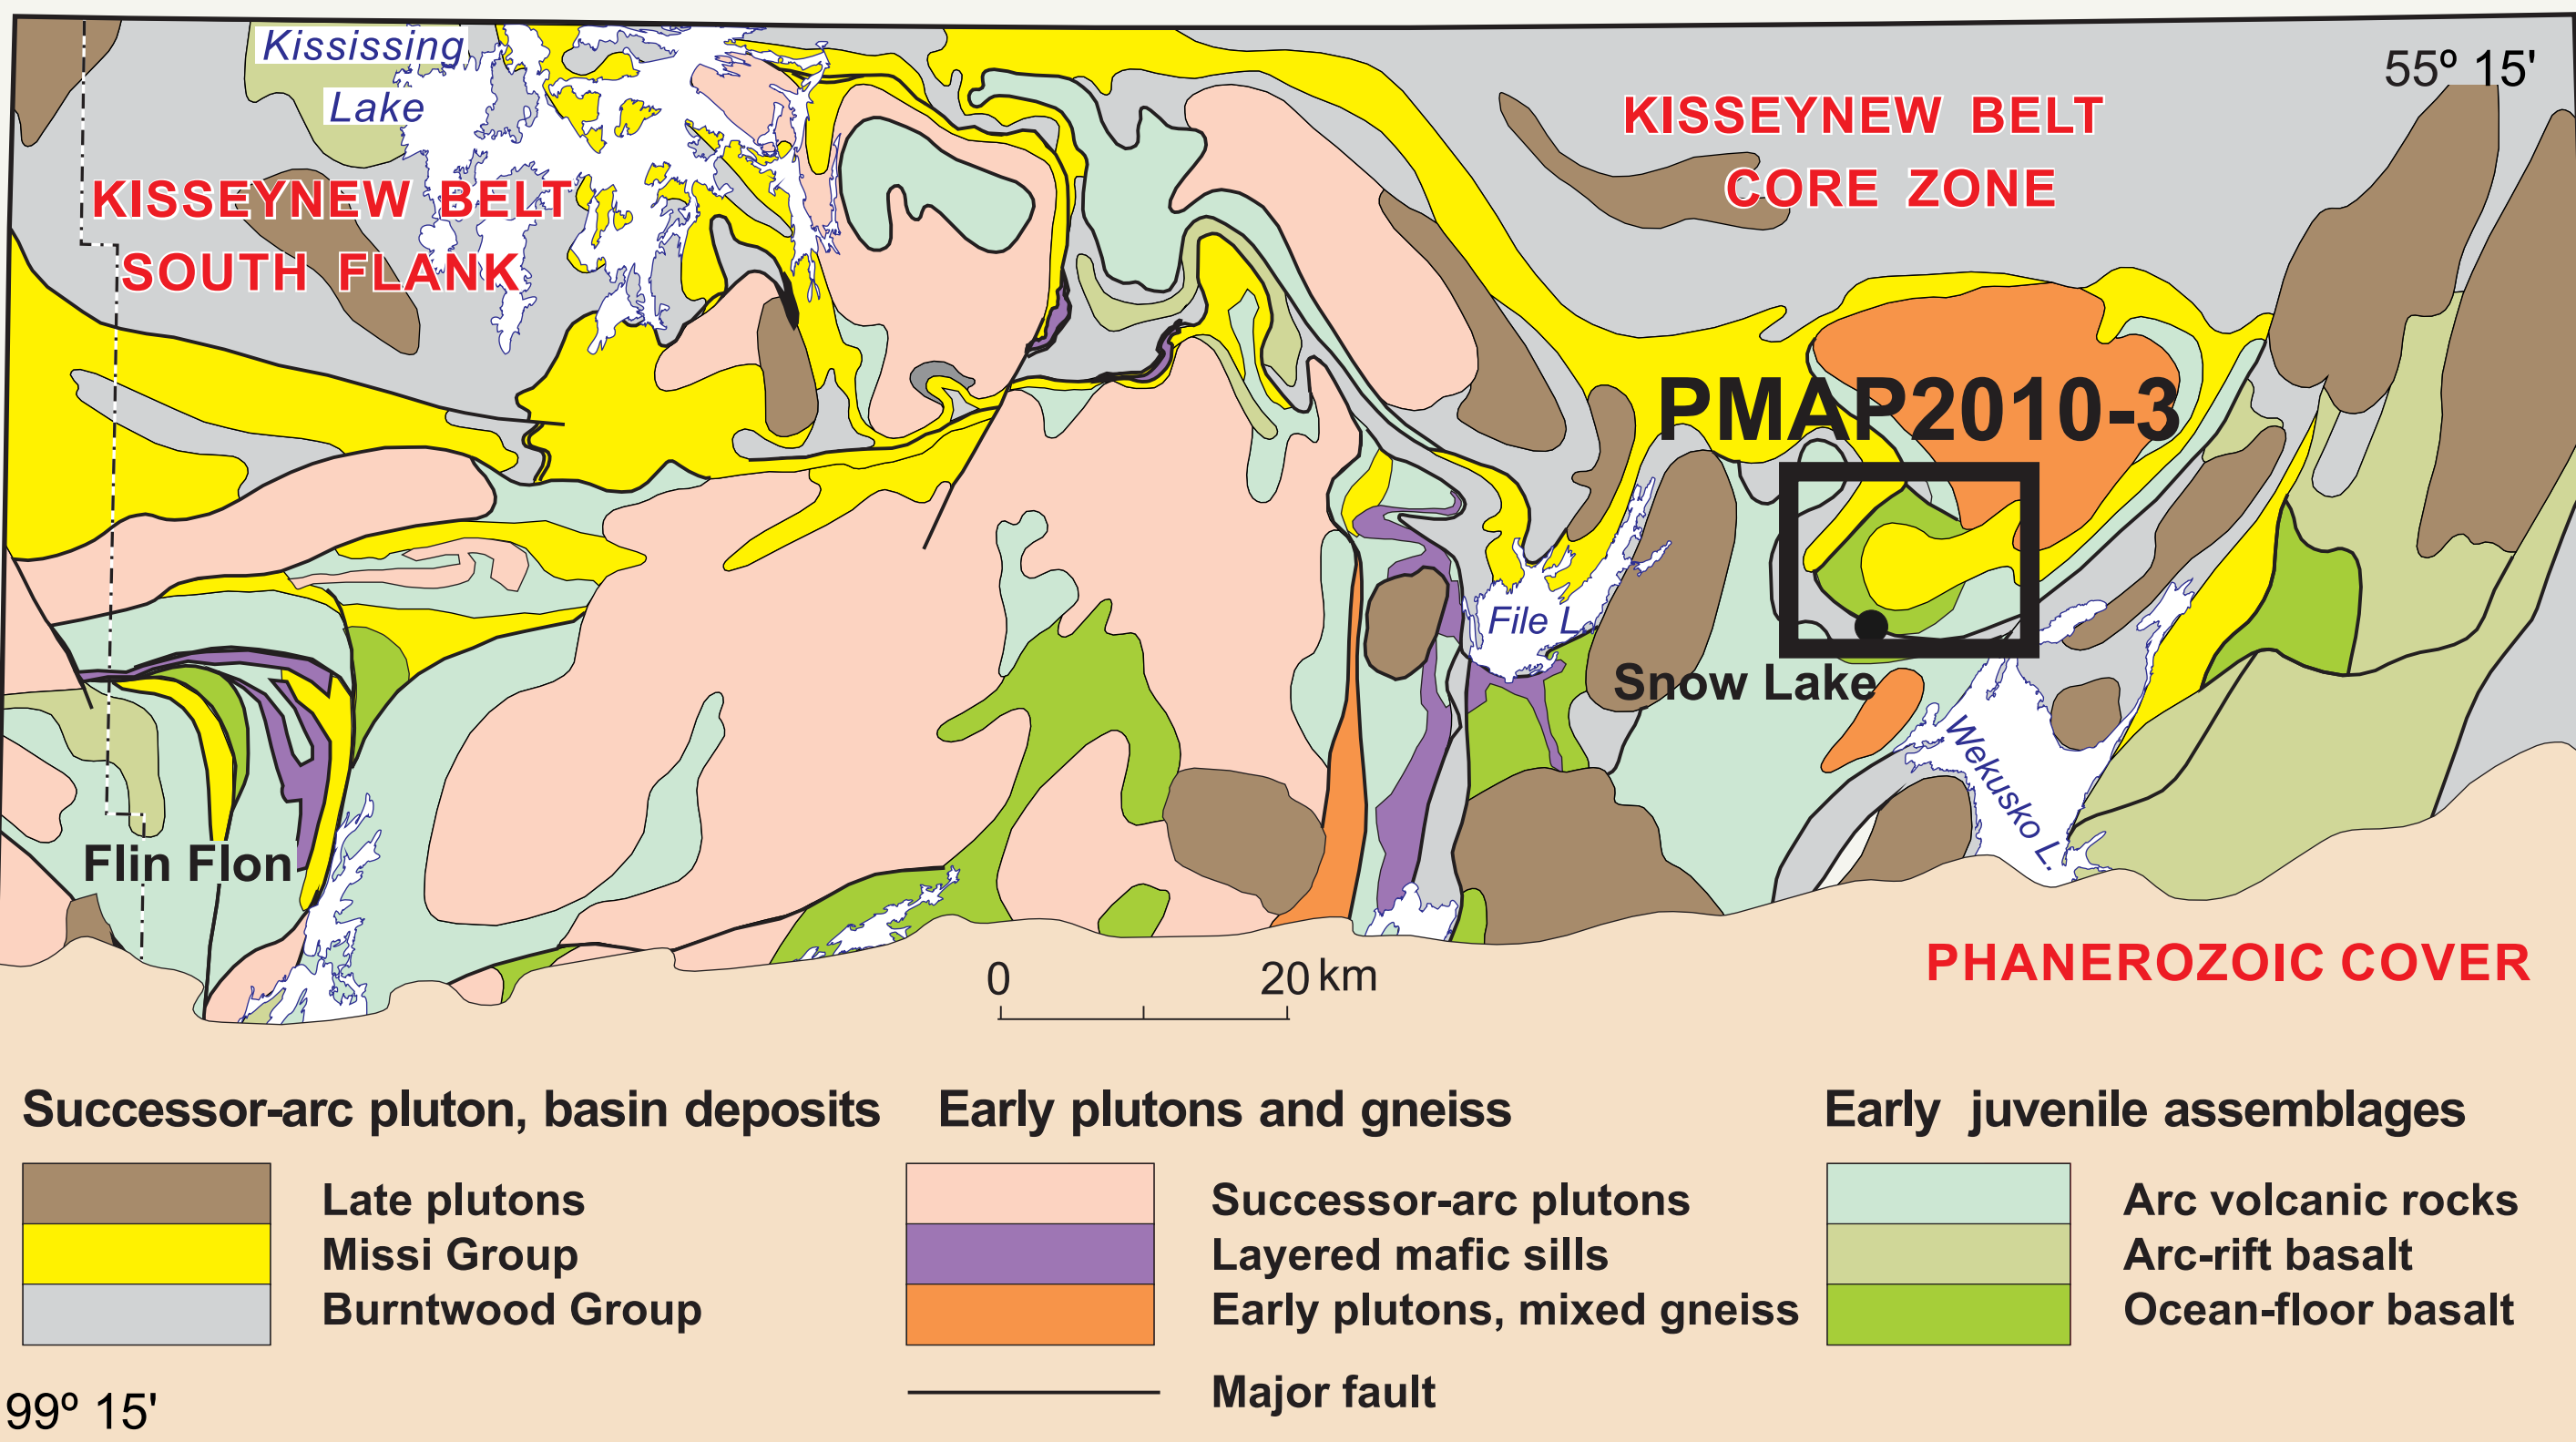 Kississing
Lake
55º 15'
KISSEYNEW BELT
CORE ZONE
KISSEYNEW BELT
SOUTH FLANK
PMAP2010-3
File L.
Snow Lake
Wekusko L.
Flin Flon
PHANEROZOIC COVER
0 20 km
Successor-arc pluton, basin deposits
Late plutons
Missi Group
Burntwood Group
Early plutons and gneiss
Successor-arc plutons
Layered mafic sills
Early plutons, mixed gneiss
Major fault
Early juvenile assemblages
Arc volcanic rocks
Arc-rift basalt
Ocean-floor basalt
99º 15'